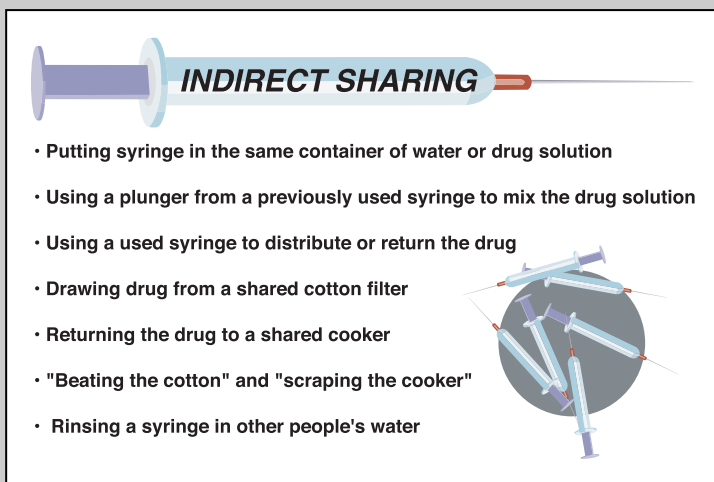 INDIRECT SHARING
• Putting syringe in the same container of water or drug solution
• Using a plunger from a previously used syringe to mix the drug solution
• Using a used syringe to distribute or return the drug
• Drawing drug from a shared cotton filter
• Returning the drug to a shared cooker
• "Beating the cotton" and "scraping the cooker"
• Rinsing a syringe in other people's water